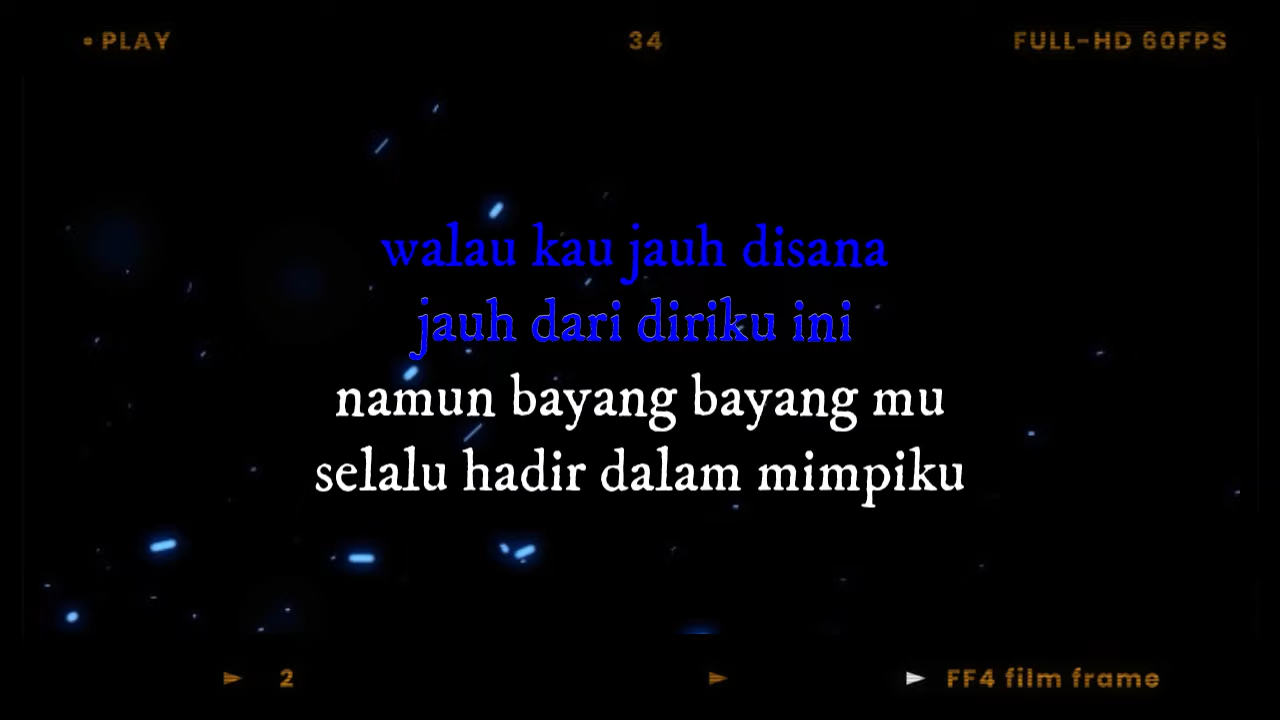 • PLAY
34
FULL-HD 60FPS
walau kau jauh disana
jauh dari diriku ini
namun bayang bayang mu
selalu hadir dalam mimpiku
2
FF4 film frame